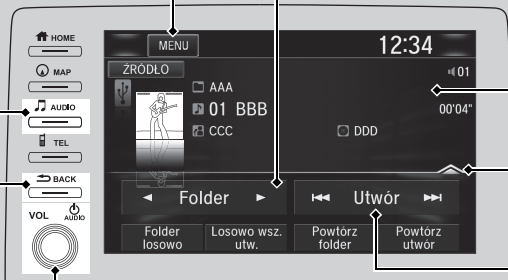 HOME
MAP
AUDIO
TEL
BACK
VOL
AUDIO
MENU
12:34
ŹRÓDŁO
01
AAA
01 BBB
00'04"
CCC
DDD
Folder
Utwór
Folder losowo
Losowo wsz. utw.
Powtórz folder
Powtórz utwór